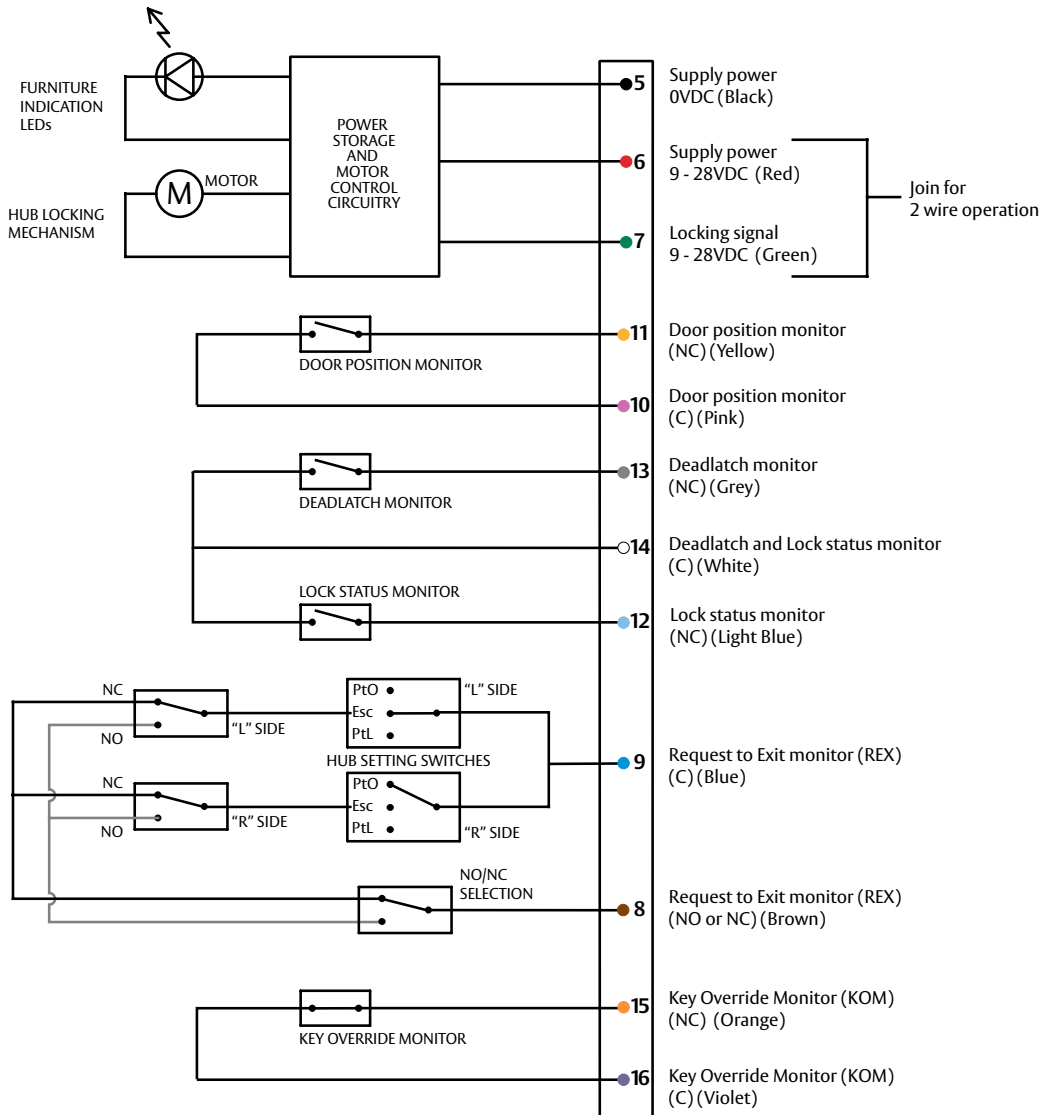 FURNITURE
INDICATION
LEDs
HUB LOCKING
MECHANISM
M
MOTOR
POWER
STORAGE
AND
MOTOR
CONTROL
CIRCUITRY
5
Supply power
0VDC (Black)
6
Supply power
9 - 28VDC (Red)
7
Locking signal
9 - 28VDC (Green)
Join for
2 wire operation
DOOR POSITION MONITOR
11
Door position monitor
(NC) (Yellow)
10
Door position monitor
(C) (Pink)
DEADLATCH MONITOR
13
Deadlatch monitor
(NC) (Grey)
14
Deadlatch and Lock status monitor
(C) (White)
LOCK STATUS MONITOR
12
Lock status monitor
(NC) (Light Blue)
NC
NO
"L" SIDE
PtO
Esc
PtL
"L" SIDE
HUB SETTING SWITCHES
NC
NO
"R" SIDE
PtO
Esc
PtL
"R" SIDE
9
Request to Exit monitor (REX)
(C) (Blue)
NO/NC
SELECTION
8
Request to Exit monitor (REX)
(NO or NC) (Brown)
KEY OVERRIDE MONITOR
15
Key Override Monitor (KOM)
(NC) (Orange)
16
Key Override Monitor (KOM)
(C) (Violet)